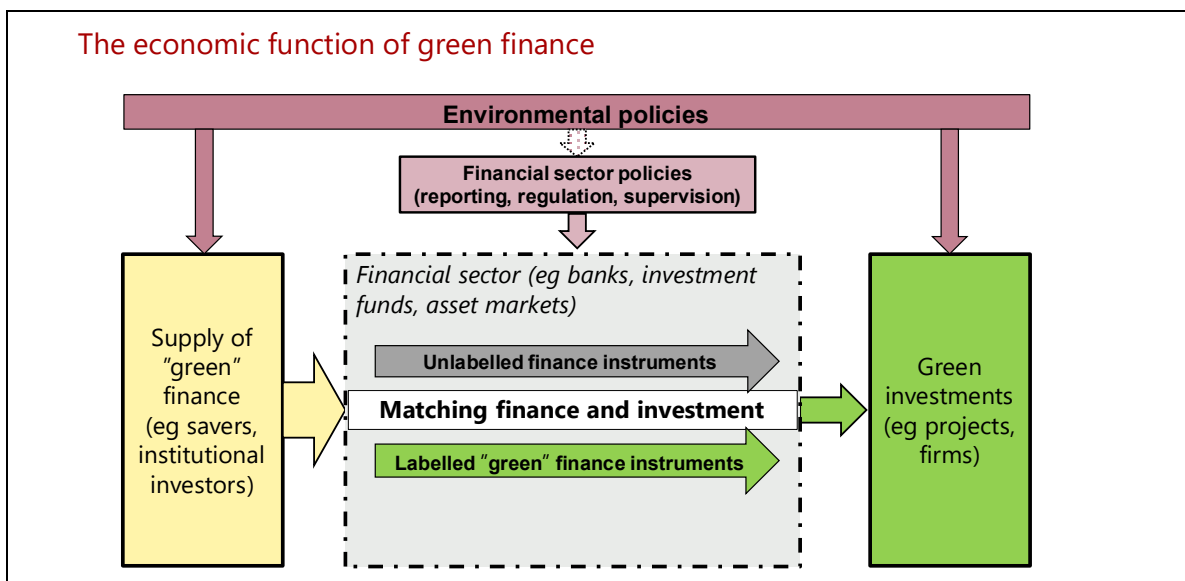 The economic function of green finance
Environmental policies
Financial sector policies
(reporting, regulation, supervision)
Supply of
"green"
finance
(eg savers,
institutional
investors)
Financial sector (eg banks, investment
funds, asset markets)
Unlabelled finance instruments
Matching finance and investment
Labelled "green" finance instruments
Green
investments
(eg projects,
firms)